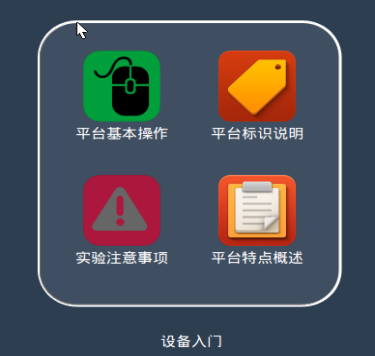 平台基本操作
平台标识说明
实验注意事项
平台特点概述
设备入门